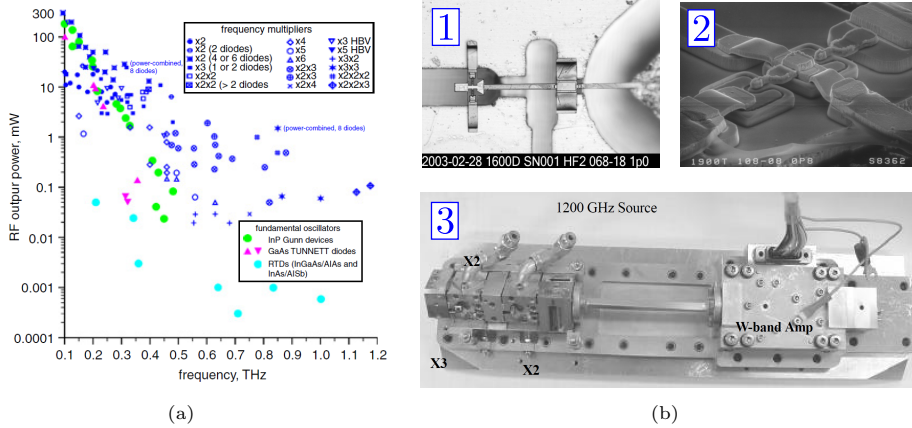 300
100
10
1
0.1
0.01
0.001
0.0001
RF output power, mW
0.1 0.2 0.3 0.4 0.5 0.6 0.7 0.8 0.9 1.0 1.1 1.2
frequency, THz
frequency multipliers
x2
x2 (2 diodes)
x2 (4 or 6 diodes)
x3 (1 or 2 diodes)
x2x2
x2x2 (> 2 diodes)
x4
x5
x6
x2x3
x2x3
x2x4
x3 HBV
x5 HBV
x3x2
x3x3
x2x2x2
x2x2x3
(power-combined,
8 diodes)
(power-combined, 8 diodes)
fundamental oscillators
InP Gunn devices
GaAs TUNNETT diodes
RTDs (InGaAs/AlAs and
InAs/AlSb)
(a)
1
2003-02-28 1600D SN001 HF2 068-18 1p0
2
1900T 108-08 OP8
S8362
3
1200 GHz Source
X2
W-band Amp
X3
X2
(b)